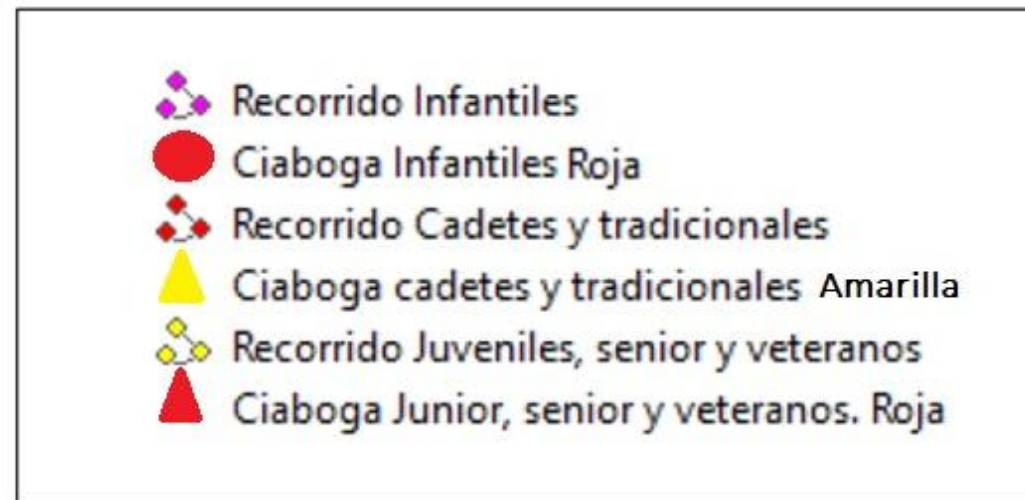 Recorrido Infantiles
Ciaboga Infantiles Roja
Recorrido Cadetes y tradicionales
Ciaboga cadetes y tradicionales Amarilla
Recorrido Juveniles, senior y veteranos
Ciaboga Junior, senior y veteranos. Roja